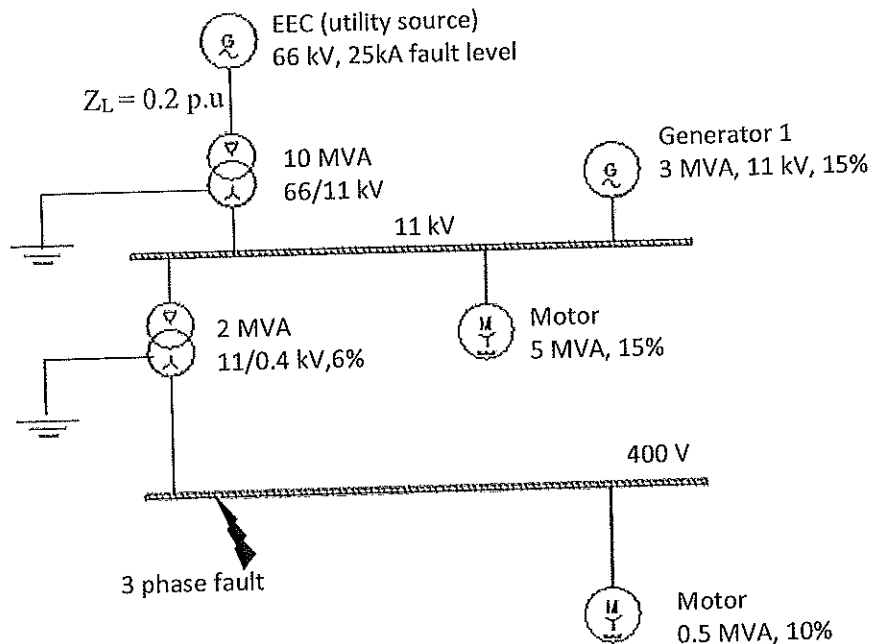 EEC (utility source)
G
66 kV, 25kA fault level
Z_L = 0.2 p.u
10 MVA
66/11 kV
Generator 1
G
3 MVA, 11 kV, 15%
11 kV
2 MVA
11/0.4 kV,6%
M
Motor
5 MVA, 15%
400 V
3 phase fault
M
Motor
0.5 MVA, 10%